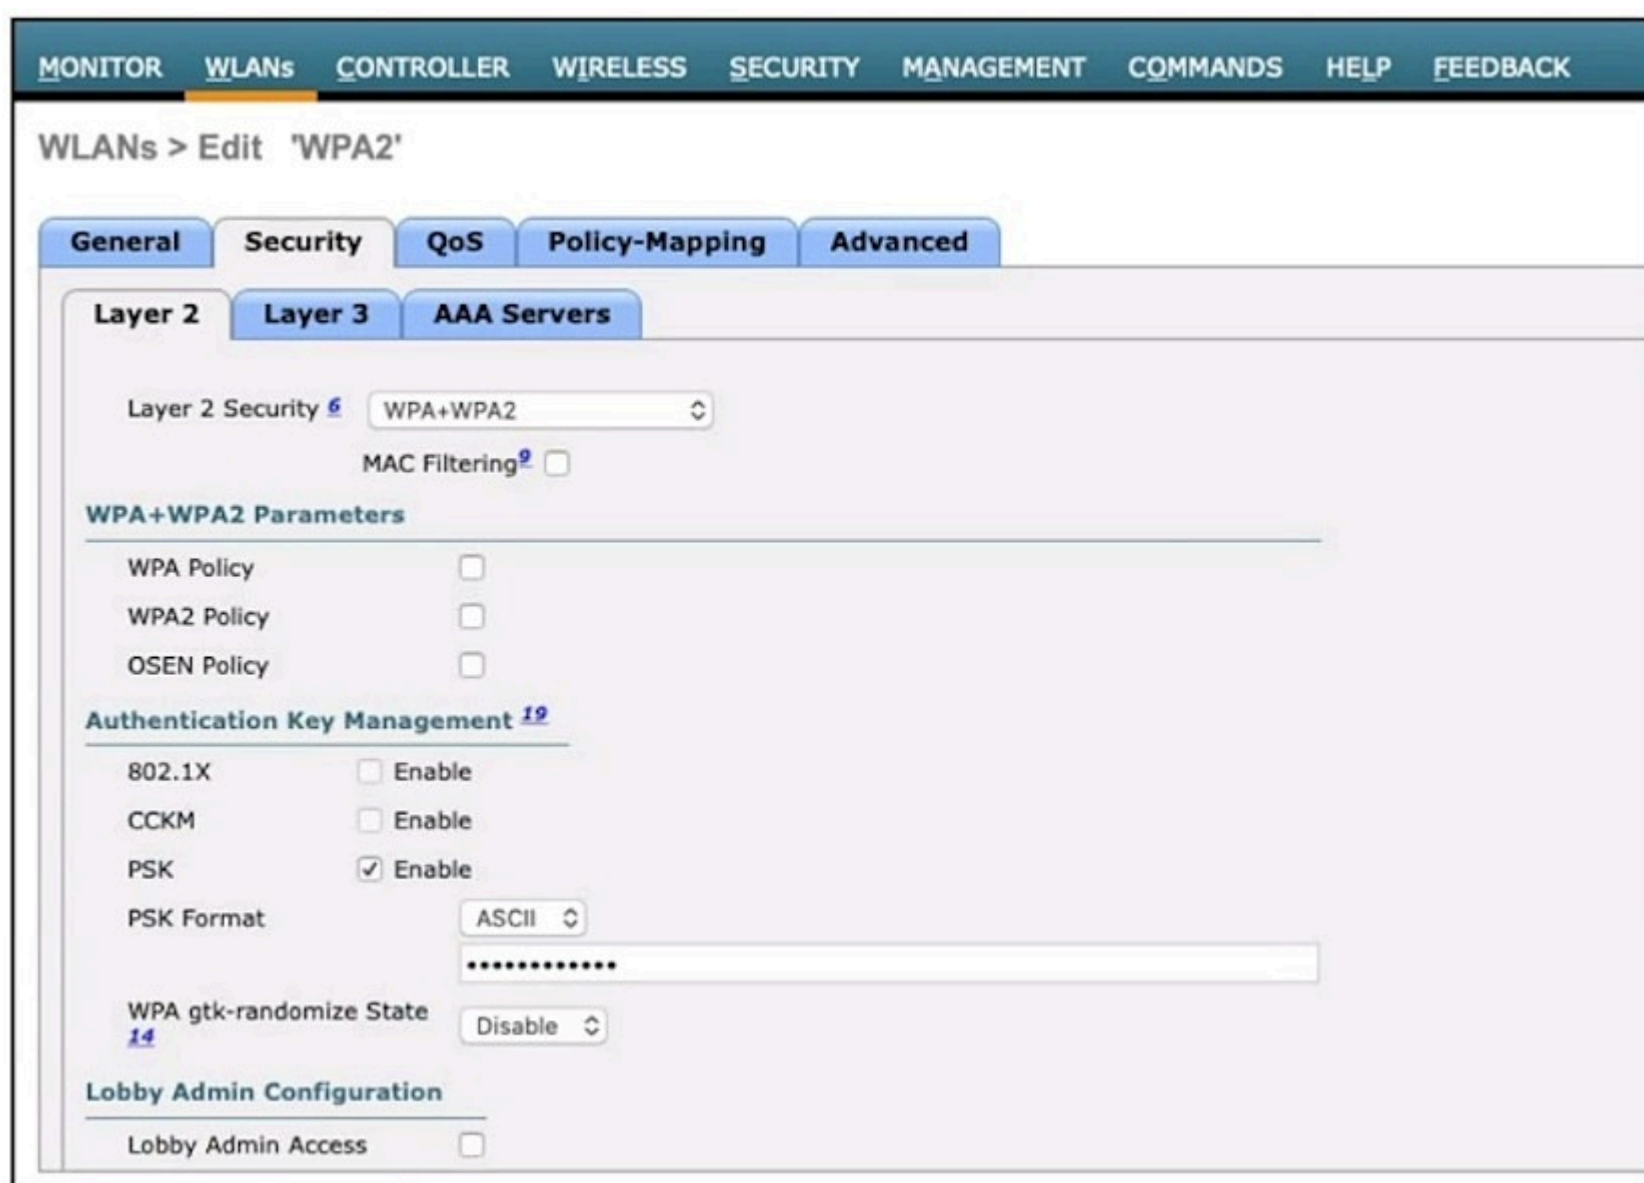 MONITOR WLANs CONTROLLER WIRELESS SECURITY MANAGEMENT COMMANDS HELP FEEDBACK
WLANs > Edit 'WPA2'
General Security QoS Policy-Mapping Advanced
Layer 2 Layer 3 AAA Servers
Layer 2 Security 6 WPA+WPA2
MAC Filtering 9
WPA+WPA2 Parameters
WPA Policy
WPA2 Policy
OSEN Policy
Authentication Key Management 19
802.1X Enable
CCKM Enable
PSK Enable
PSK Format ASCII
••••••••••••
WPA gtk-randomize State Disable
14
Lobby Admin Configuration
Lobby Admin Access